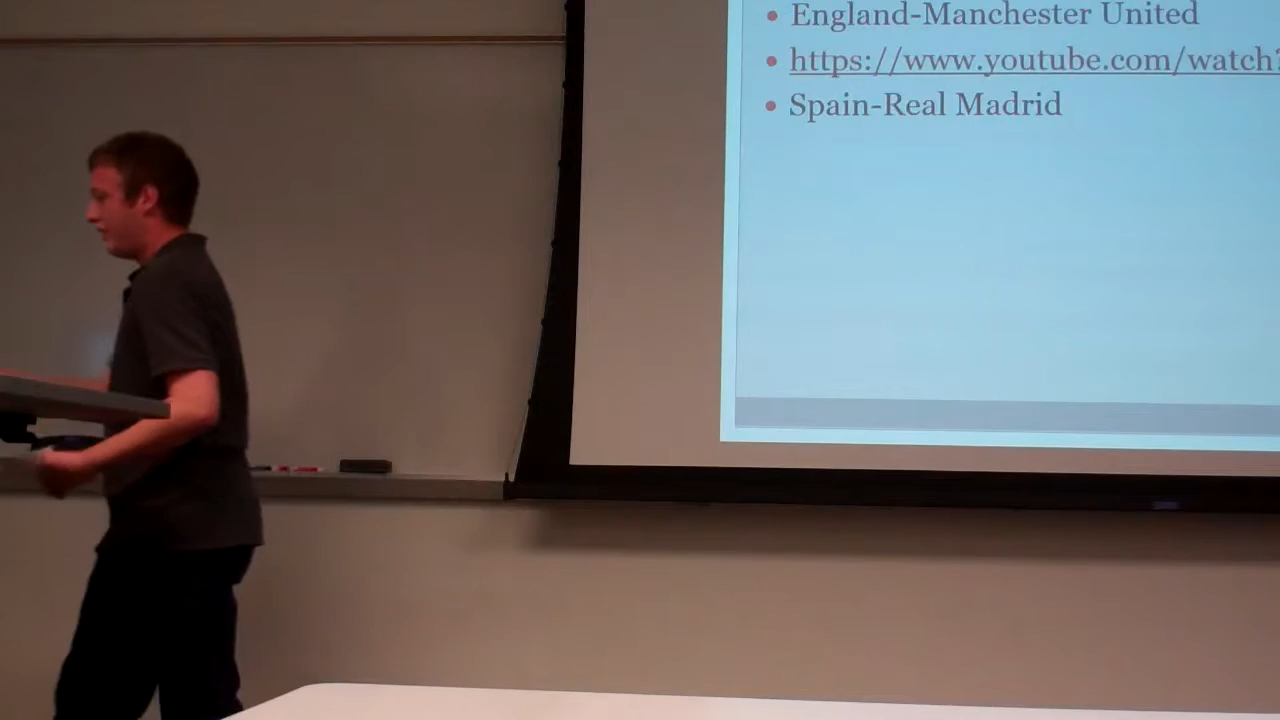 • England-Manchester United
• https://www.youtube.com/watch?
• Spain-Real Madrid